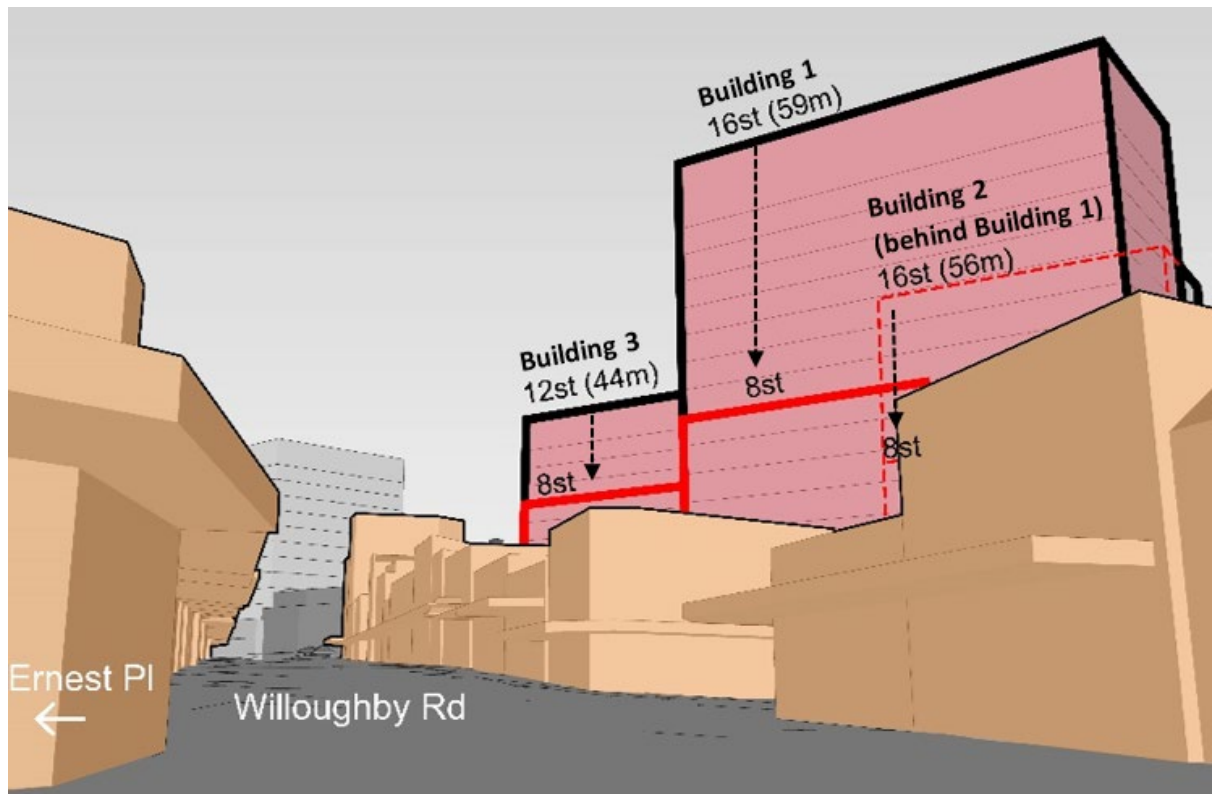 Building 1
16st (59m)
Building 2
(behind Building 1)
16st (56m)
Building 3
12st (44m)
8st
8st
8st
Ernest Pl
Willoughby Rd